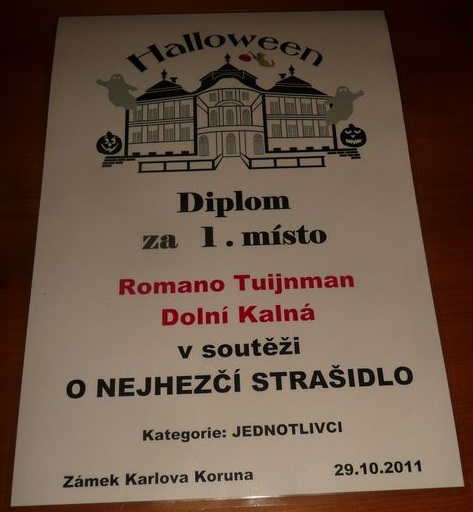 Halloween
Diplom
za 1. místo
Romano Tuijnman
Dolní Kalná
v soutěži
O NEJHEZČÍ STRAŠIDLO
Kategorie: JEDNOTLIVCI
Zámek Karlova Koruna 29.10.2011